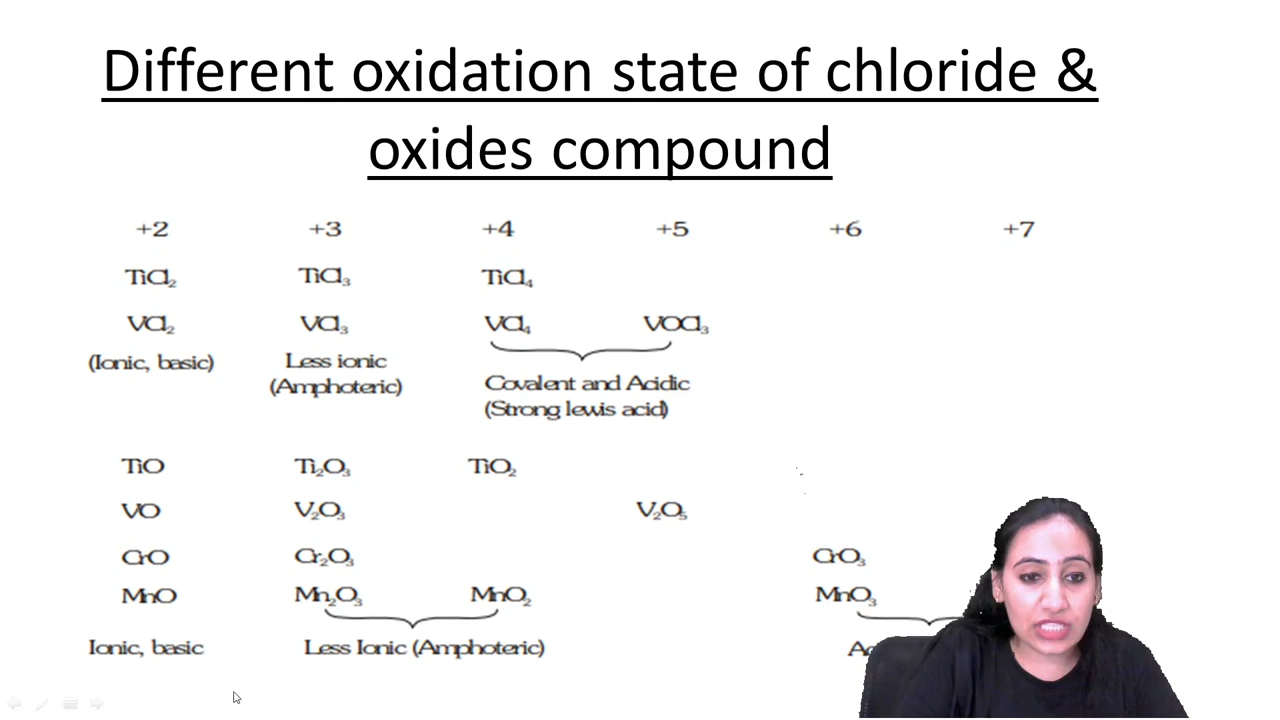 Different oxidation state of chloride &
oxides compound
+2 +3 +4 +5 +6 +7
TiCl₂ TiCl₃ TiCl₄
VCl₂ VCl₃ VCl₄ VOCl₃
(Ionic, basic) Less ionic
(Amphoteric)
Covalent and Acidic
(Strong lewis acid)
TiO Ti₂O₃ TiO₂
VO V₂O₃ V₂O₅
CrO Cr₂O₃ CrO₃
MnO Mn₂O₃ MnO₂ MnO₃
Ionic, basic Less Ionic (Amphoteric)